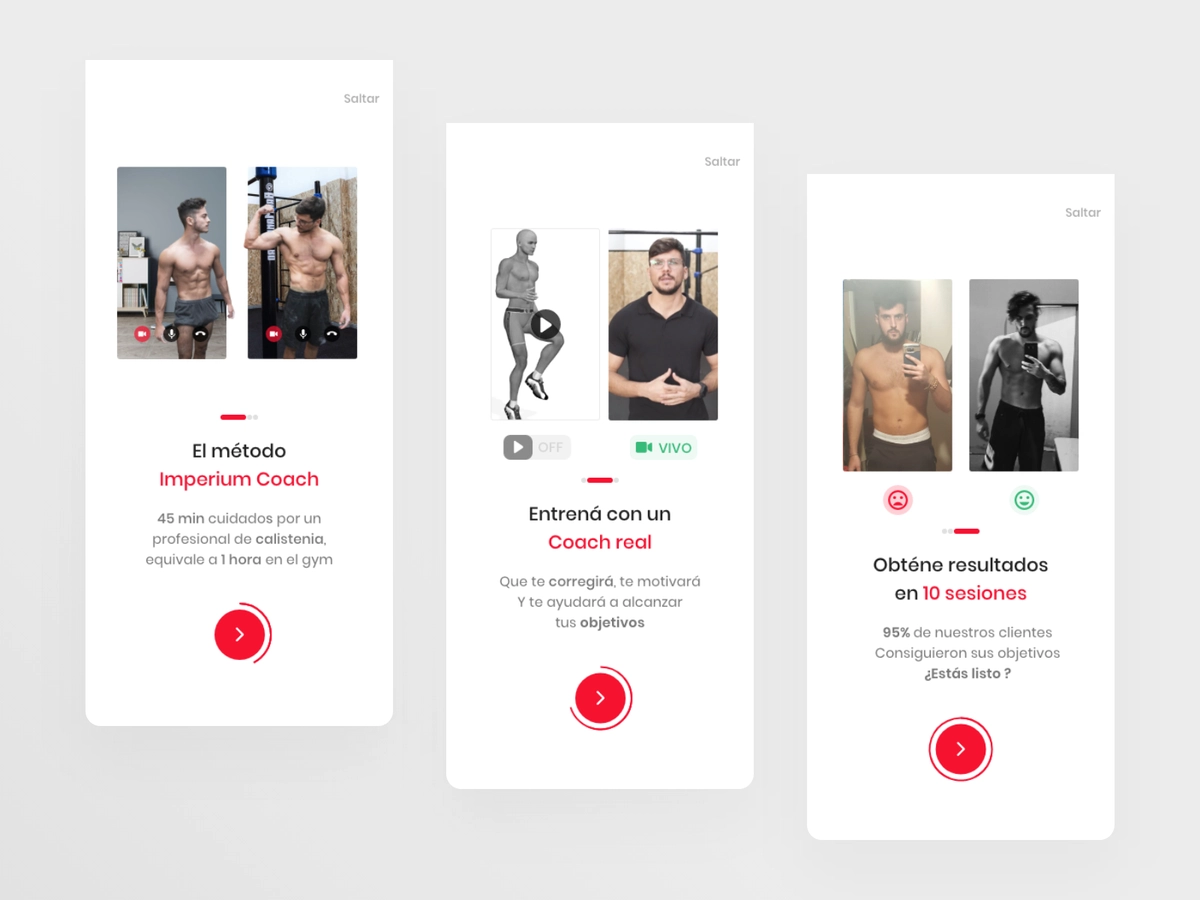 Saltar
El método
Imperium Coach
45 min cuidados por un
profesional de calistenia,
equivale a 1 hora en el gym
Saltar
OFF
VIVO
Entrená con un
Coach real
Que te corregirá, te motivará
Y te ayudará a alcanzar
tus objetivos
Saltar
Obténe resultados
en 10 sesiones
95% de nuestros clientes
Consiguieron sus objetivos
¿Estás listo ?